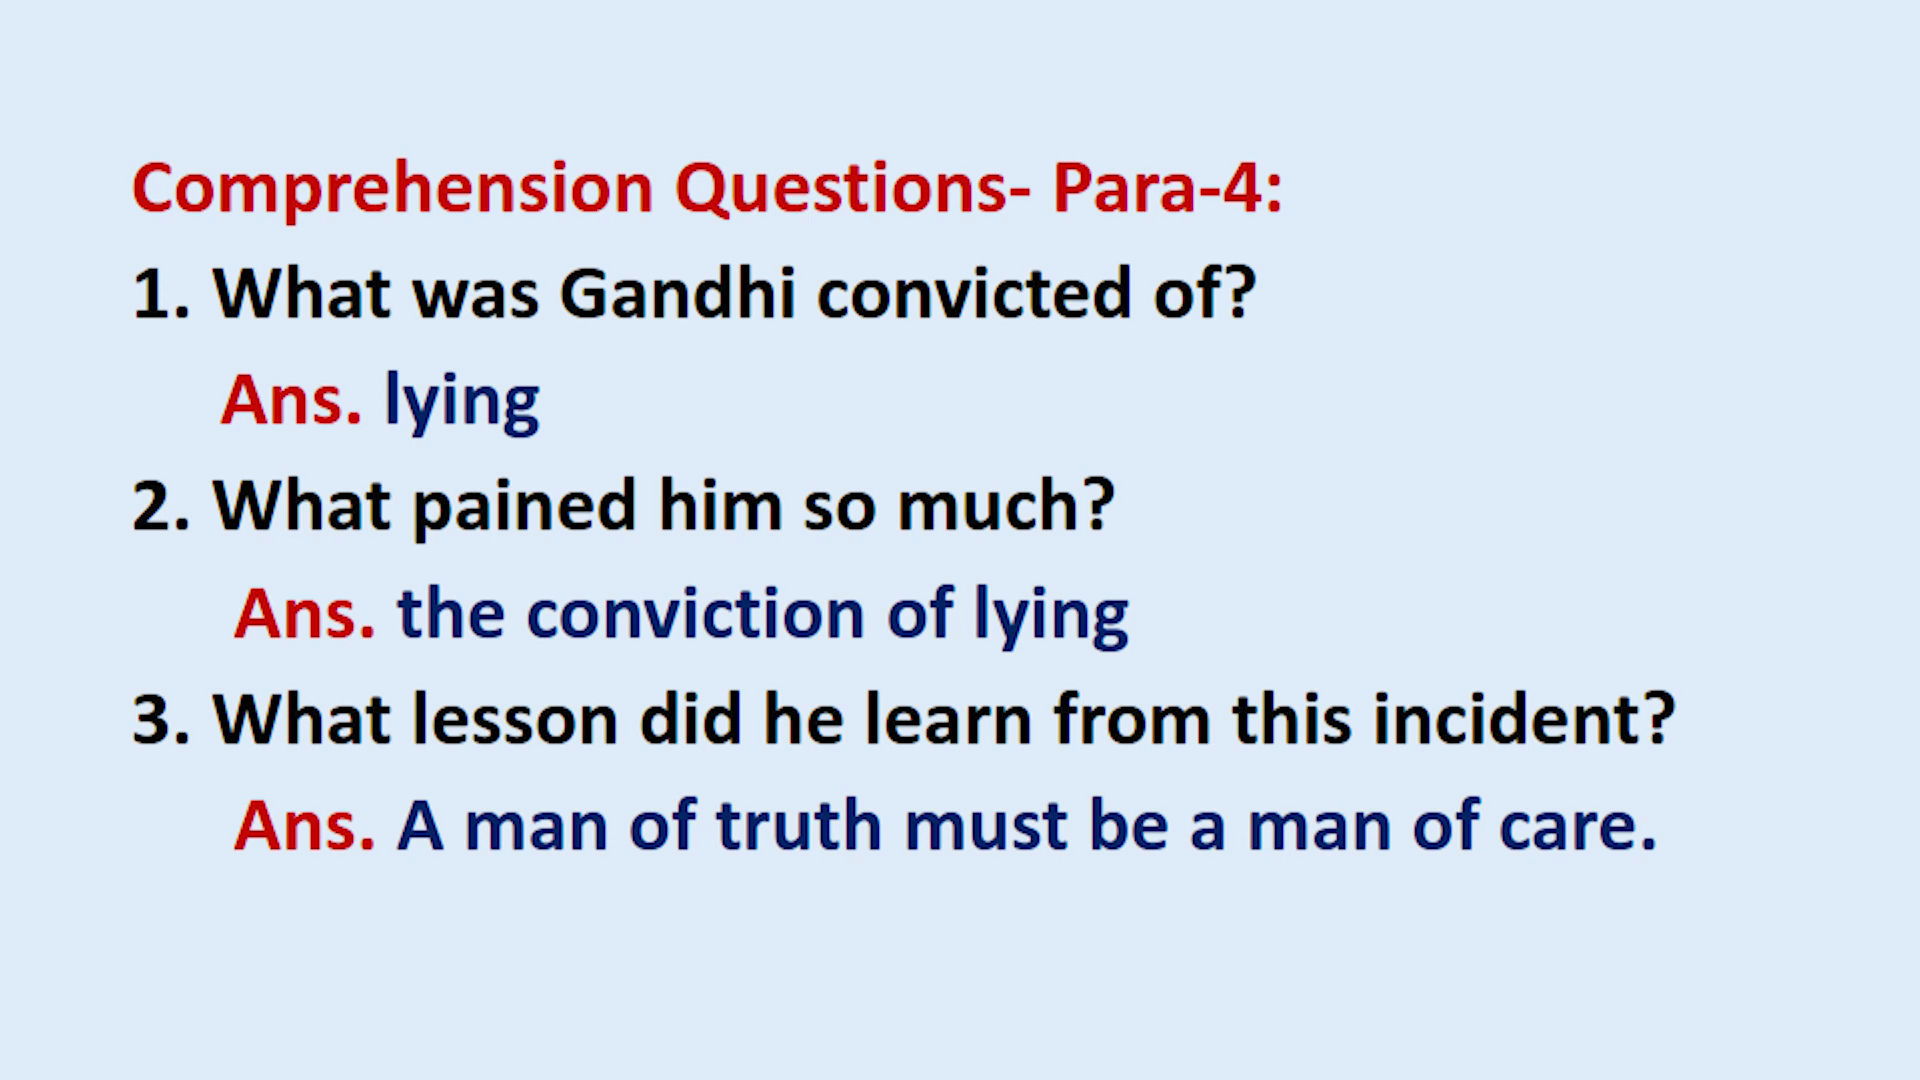 Comprehension Questions- Para-4:
1. What was Gandhi convicted of?
Ans. lying
2. What pained him so much?
Ans. the conviction of lying
3. What lesson did he learn from this incident?
Ans. A man of truth must be a man of care.